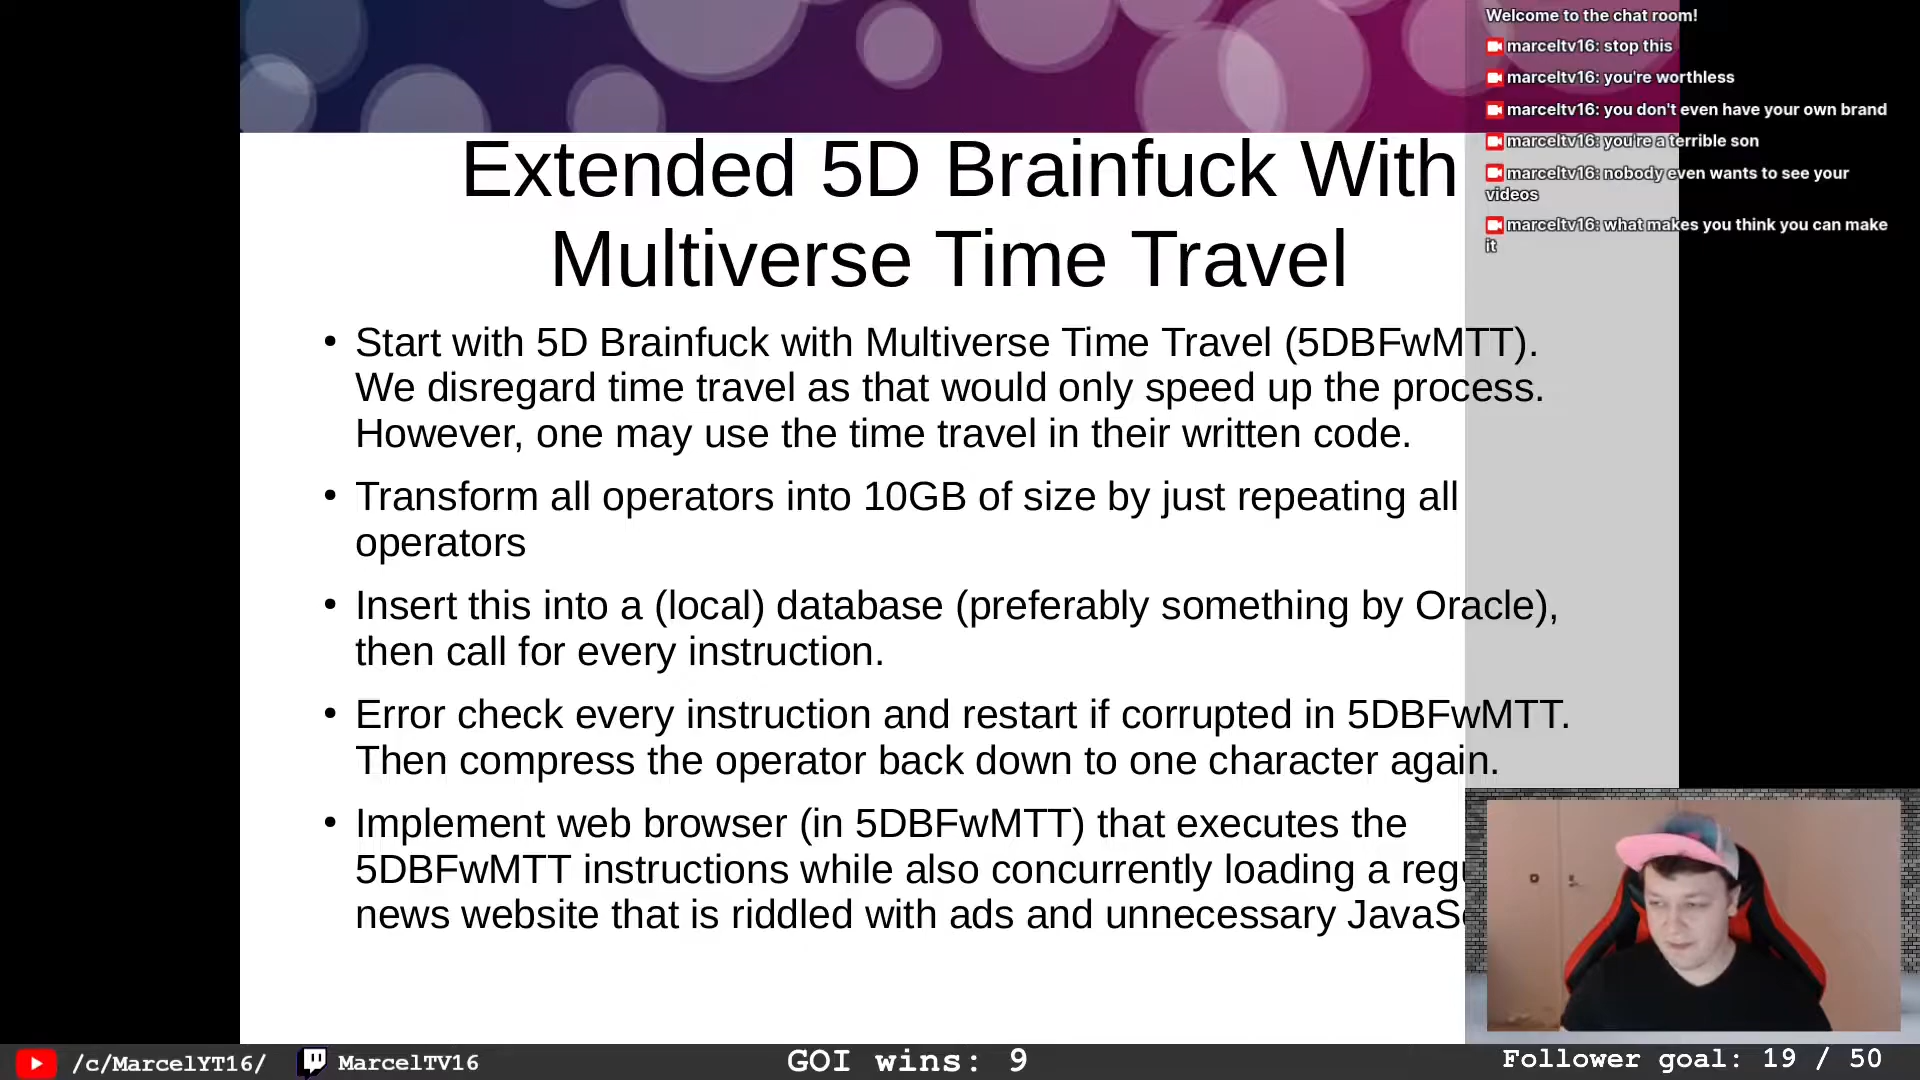 Welcome to the chat room!
marceltv16: stop this
marceltv16: you're worthless
marceltv16: you don't even have your own brand
marceltv16: you're a terrible son
marceltv16: nobody even wants to see your
videos
marceltv16: what makes you think you can make
it
Extended 5D Brainfuck With
Multiverse Time Travel
• Start with 5D Brainfuck with Multiverse Time Travel (5DBFwMTT).
We disregard time travel as that would only speed up the process.
However, one may use the time travel in their written code.
• Transform all operators into 10GB of size by just repeating all
operators
• Insert this into a (local) database (preferably something by Oracle),
then call for every instruction.
• Error check every instruction and restart if corrupted in 5DBFwMTT.
Then compress the operator back down to one character again.
• Implement web browser (in 5DBFwMTT) that executes the
5DBFwMTT instructions while also concurrently loading a regu
news website that is riddled with ads and unnecessary JavaSc
/c/MarcelYT16/
MarcelTV16
GOI wins: 9
Follower goal: 19 / 50